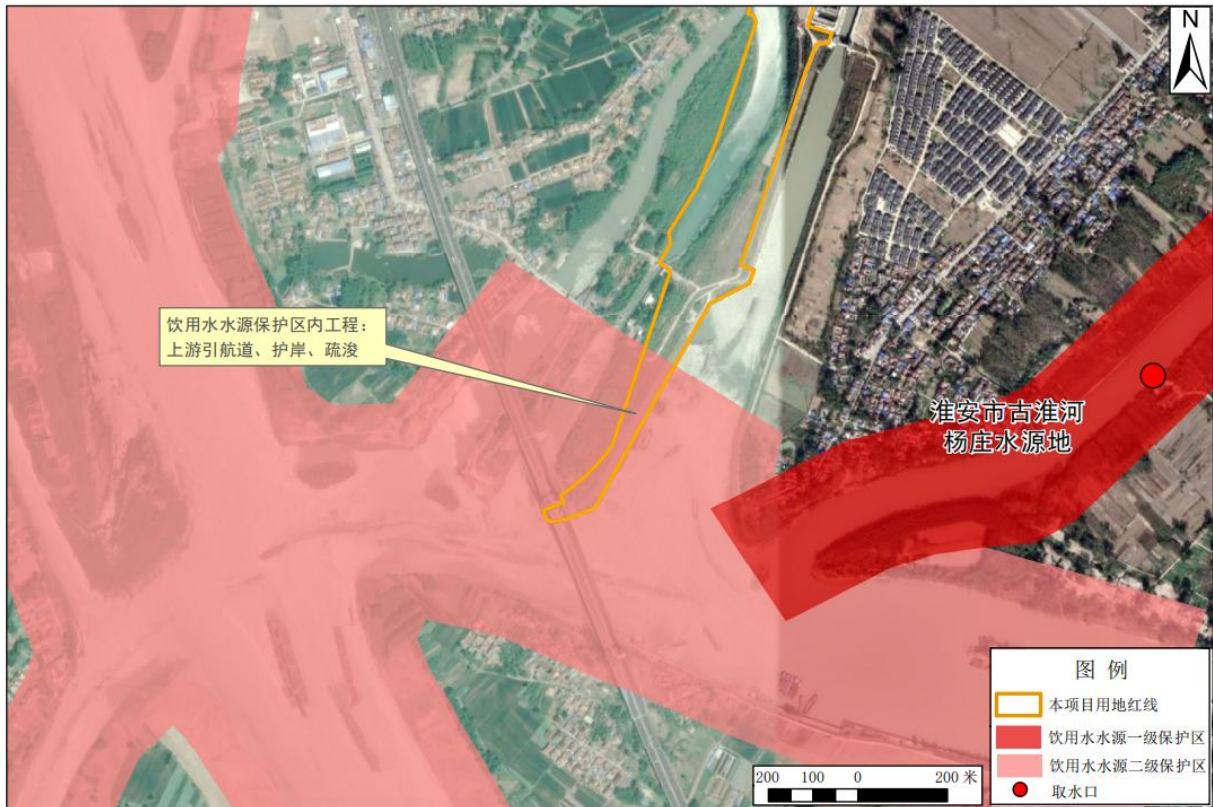 N
饮用水水源保护区内工程：
上游引航道、护岸、疏浚
淮安市古淮河
杨庄水源地
图 例
本项目用地红线
饮用水水源一级保护区
饮用水水源二级保护区
取水口
200 100 0 200 米